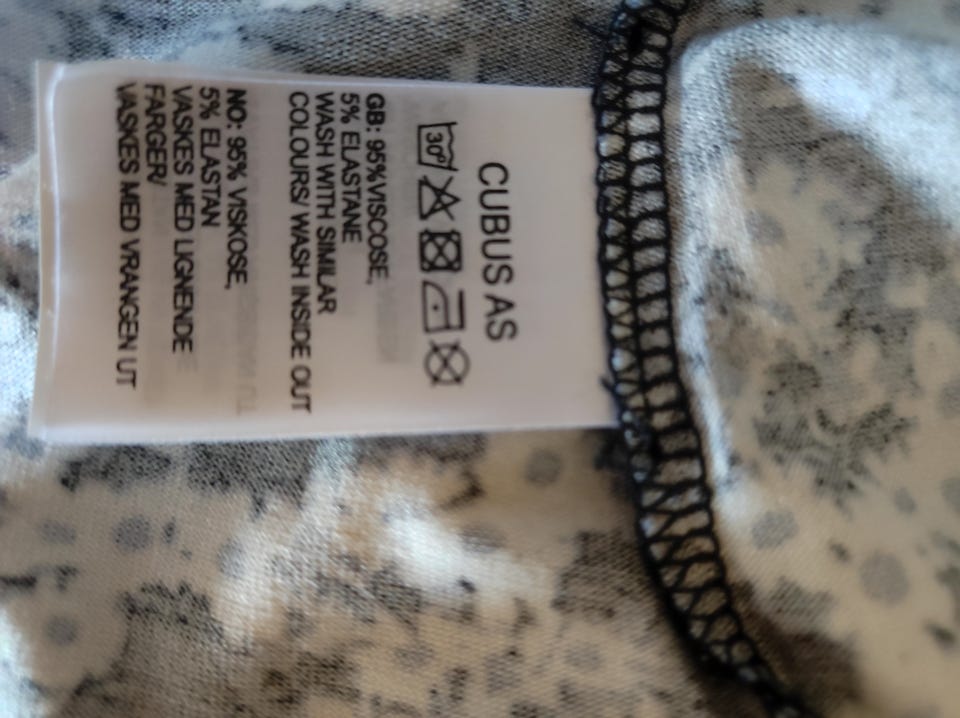 CUBUS AS
30°
GB: 95%VISCOSE,
5% ELASTANE
WASH WITH SIMILAR
COLOURS/ WASH INSIDE OUT
NO: 95% VISKOSE,
5% ELASTAN
VASKES MED LIGNENDE
FARGER/
VASKES MED VRANGEN UT